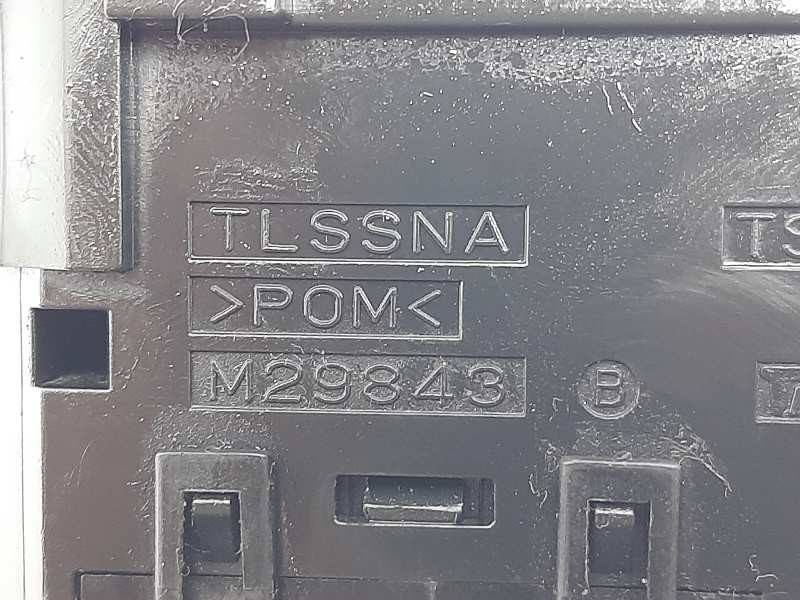 TLSSNA
>POM<
M29843 B